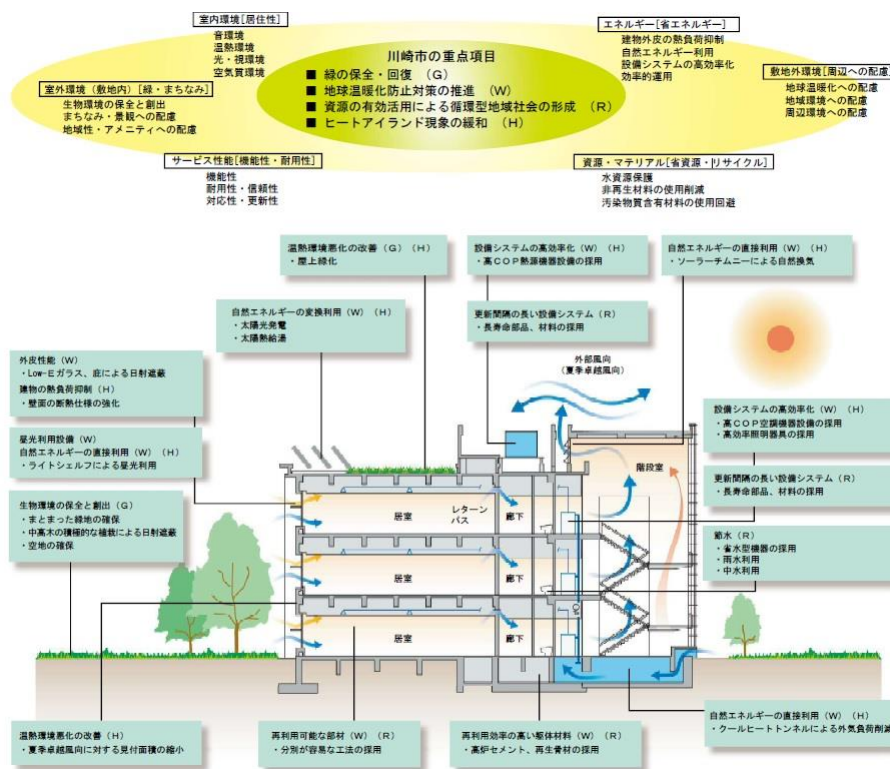 室内環境[居住性]
音環境
温熱環境
光・視環境
空気質環境
エネルギー[省エネルギー]
建物外皮の熱負荷抑制
自然エネルギー利用
設備システムの高効率化
効率的運用
川崎市の重点項目
■ 緑の保全・回復 (G)
■ 地球温暖化防止対策の推進 (W)
■ 資源の有効活用による循環型地域社会の形成 (R)
■ ヒートアイランド現象の緩和 (H)
室外環境(敷地内)[緑・まちなみ]
生物環境の保全と創出
まちなみ・景観への配慮
地域性・アメニティへの配慮
敷地外環境[周辺への配慮]
地球温暖化への配慮
地域環境への配慮
周辺環境への配慮
サービス性能[機能性・耐用性]
機能性
耐用性・信頼性
対応性・更新性
資源・マテリアル[省資源・リサイクル]
水資源保護
非再生材料の使用削減
汚染物質含有材料の使用回避
温熱環境悪化の改善(G)(H)
・屋上緑化
設備システムの高効率化(W)(H)
・高COP熱源機器設備の採用
自然エネルギーの直接利用(W)(H)
・ソーラーチムニーによる自然換気
自然エネルギーの変換利用(W)(H)
・太陽光発電
・太陽熱給湯
更新間隔の長い設備システム(R)
・長寿命部品、材料の採用
外皮性能(W)
・Low-Eガラス、庇による日射遮蔽
建物の熱負荷抑制(H)
・壁面の断熱仕様の強化
外部風向
(夏季卓越風向)
設備システムの高効率化(W)(H)
・高COP空調機器設備の採用
・高効率照明器具の採用
昼光利用設備(W)
自然エネルギーの直接利用(W)(H)
・ライトシェルフによる昼光利用
階段室
更新間隔の長い設備システム(R)
・長寿命部品、材料の採用
生物環境の保全と創出(G)
・まとまった緑地の確保
・中高木の積極的な植栽による日射遮蔽
・空地の確保
居室
レターン
パス
廊下
節水(R)
・省水型機器の採用
・雨水利用
・中水利用
居室
廊下
居室
廊下
温熱環境悪化の改善(H)
・夏季卓越風向に対する見付面積の縮小
再利用可能な部材(W)(R)
・分別が容易な工法の採用
再利用効率の高い躯体材料(W)(R)
・高炉セメント、再生骨材の採用
自然エネルギーの直接利用(W)(H)
・クールヒートトンネルによる外気負荷削減